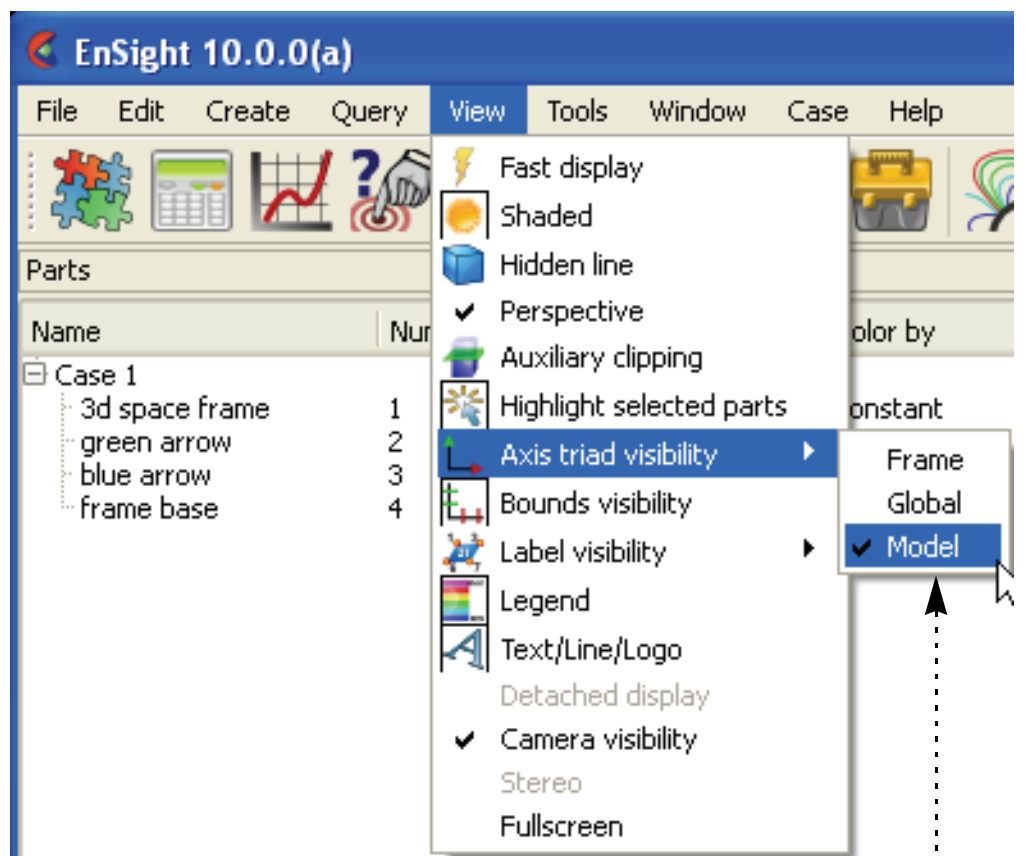 EnSight 10.0.0(a)
File Edit Create Query View Tools Window Case Help
Parts
Name Nur olor by
Case 1
3d space frame 1 onstant
green arrow 2
blue arrow 3
frame base 4
Fast display
Shaded
Hidden line
Perspective
Auxiliary clipping
Highlight selected parts
Axis triad visibility
Bounds visibility
Label visibility
Legend
Text/Line/Logo
Detached display
Camera visibility
Stereo
Fullscreen
Frame
Global
Model